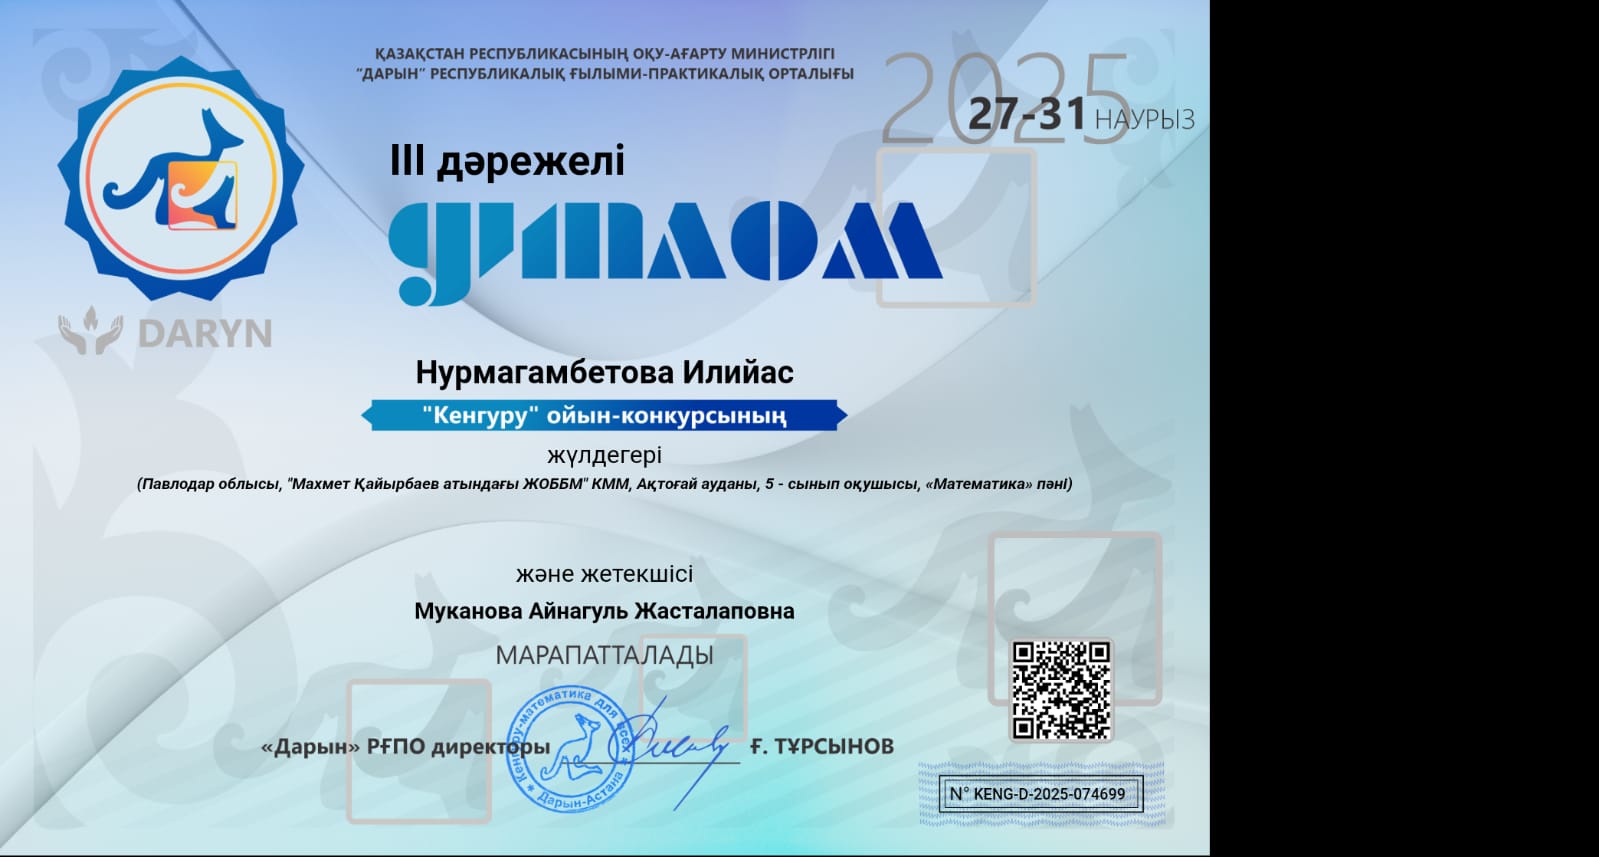 ҚАЗАҚСТАН РЕСПУБЛИКАСЫНЫҢ ОҚУ-АҒАРТУ МИНИСТРЛІГІ
"ДАРЫН" РЕСПУБЛИКАЛЫҚ ҒЫЛЫМИ-ПРАКТИКАЛЫҚ ОРТАЛЫҒЫ
2025
27-31 НАУРЫЗ
III дәрежелі
диплом
DARYN
Нурмагамбетова Илийас
"Кенгуру" ойын-конкурсының
жүлдегері
(Павлодар облысы, "Махмет Қайырбаев атындағы ЖОББМ" КММ, Ақтоғай ауданы, 5 - сынып оқушысы, «Математика» пәні)
және жетекшісі
Муканова Айнагуль Жасталаповна
МАРАПАТТАЛАДЫ
«Дарын» РҒПО директоры
Ғ. ТҰРСЫНОВ
* Кенгуру-математика для всех *
Дарын-Астана
N° KENG-D-2025-074699